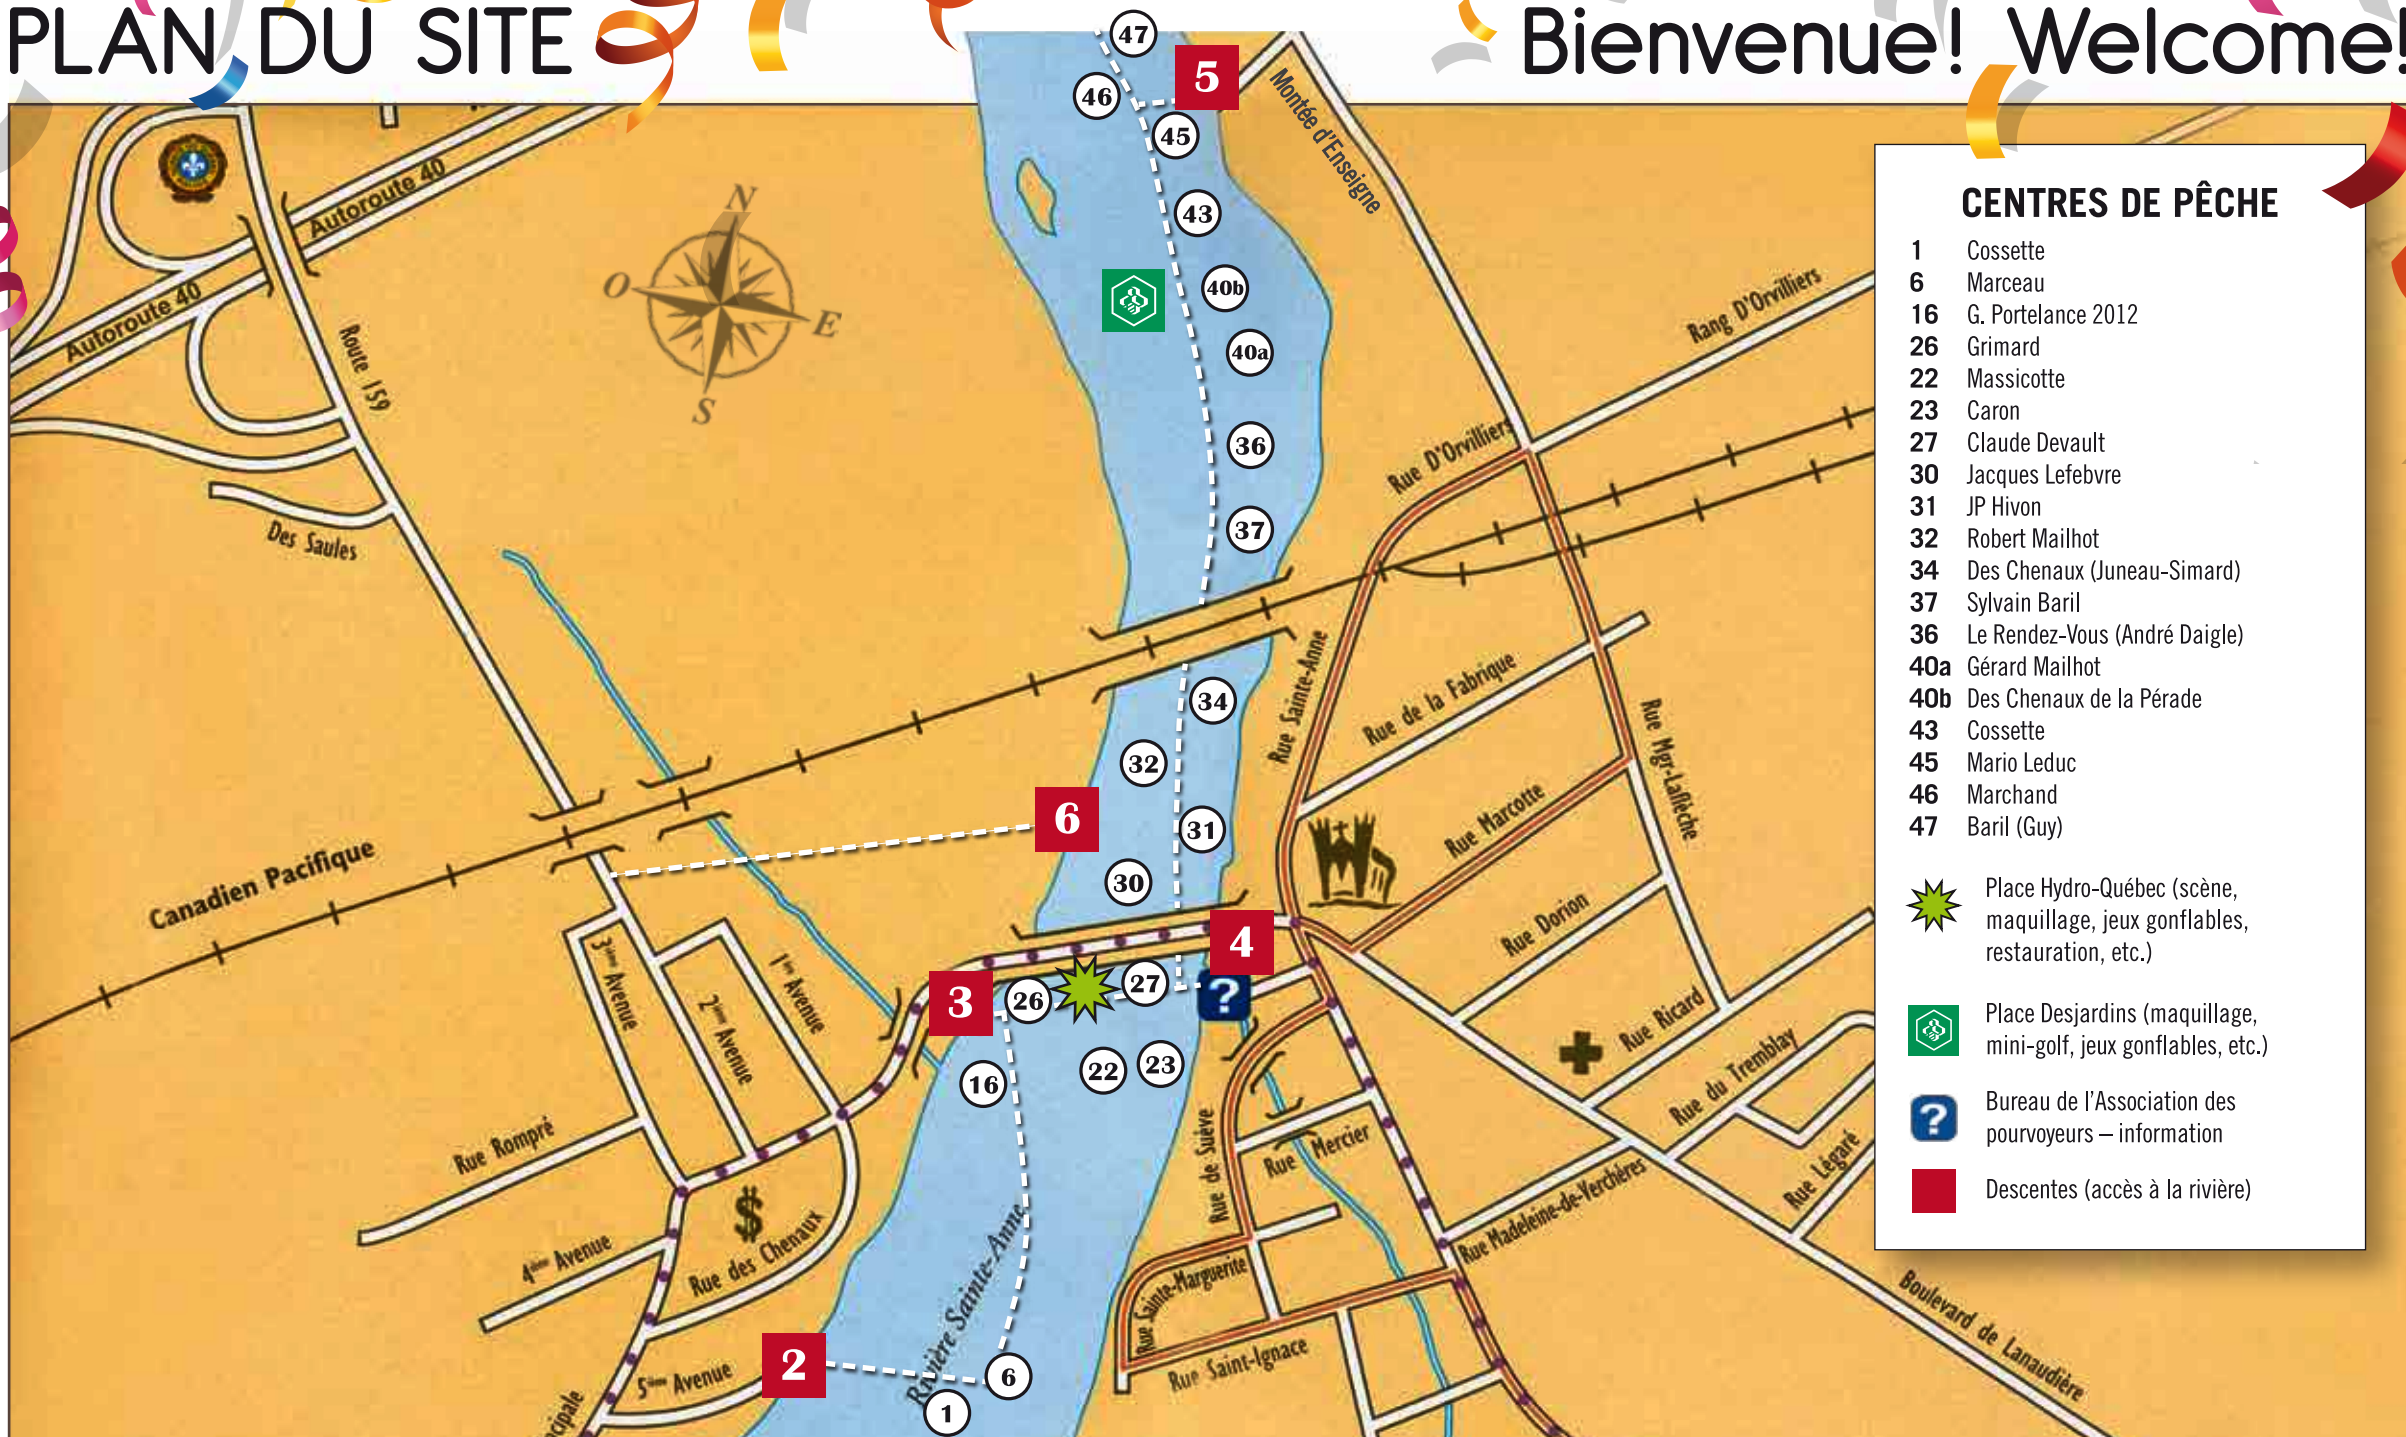 PLAN DU SITE
Bienvenue! Welcome!
47
5
46
45
43
40b
40a
36
37
34
32
6
31
30
4
3
26
27
?
16
22
23
2
6
1
N
O
E
S
Autoroute 40
Autoroute 40
Route 159
Des Saules
Montée d'Enseigne
Rang D'Orvilliers
Rue D'Orvilliers
Rue Sainte-Anne
Rue de la Fabrique
Rue Mgr-Laflèche
Rue Marcotte
Rue Dorion
Rue Ricard
Rue du Tremblay
Rue Légaré
Canadien Pacifique
3ième Avenue
2ième Avenue
1ère Avenue
Rue Rompré
4ième Avenue
$
Rue des Chenaux
5ième Avenue
ncipale
Rivière Sainte-Anne
Rue de Suève
Rue Mercier
Rue Madeleine-de-Verchères
Rue Sainte-Marguerite
Rue Saint-Ignace
Boulevard de Lanaudière
CENTRES DE PÊCHE
1 Cossette
6 Marceau
16 G. Portelance 2012
26 Grimard
22 Massicotte
23 Caron
27 Claude Devault
30 Jacques Lefebvre
31 JP Hivon
32 Robert Mailhot
34 Des Chenaux (Juneau-Simard)
37 Sylvain Baril
36 Le Rendez-Vous (André Daigle)
40a Gérard Mailhot
40b Des Chenaux de la Pérade
43 Cossette
45 Mario Leduc
46 Marchand
47 Baril (Guy)
Place Hydro-Québec (scène,
maquillage, jeux gonflables,
restauration, etc.)
Place Desjardins (maquillage,
mini-golf, jeux gonflables, etc.)
? Bureau de l'Association des
pourvoyeurs – information
Descentes (accès à la rivière)